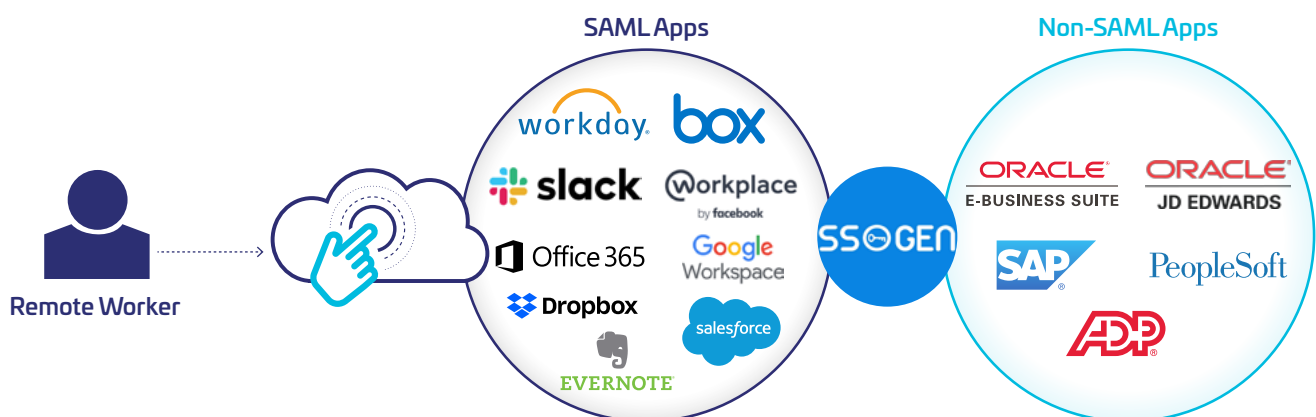 SAML Apps
Non-SAML Apps
workday.
box
slack
Workplace
by facebook
Office 365
Google
Workspace
Dropbox
salesforce
EVERNOTE
SSOGEN
ORACLE
E-BUSINESS SUITE
ORACLE
JD EDWARDS
SAP
PeopleSoft
ADP
Remote Worker